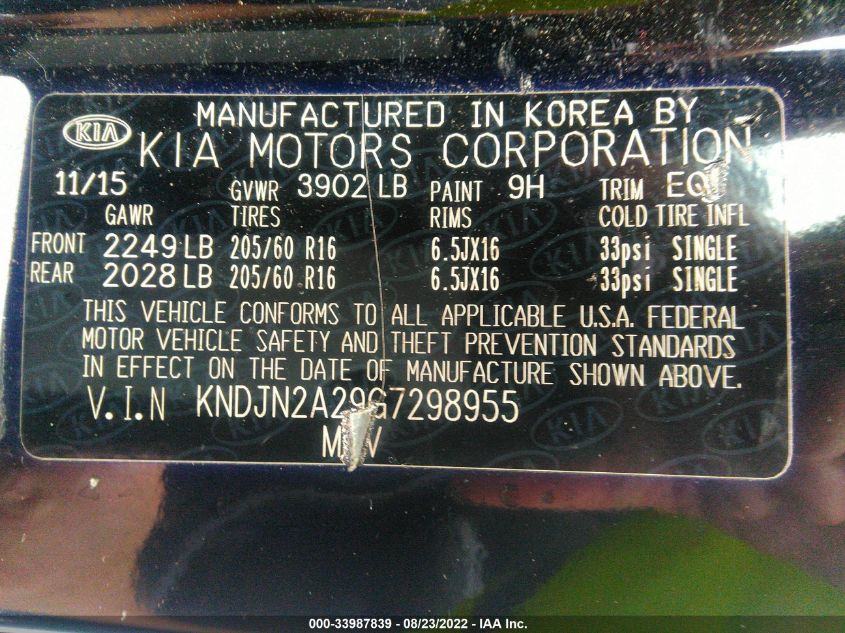 MANUFACTURED IN KOREA BY
KIA KIA MOTORS CORPORATION
11/15 GVWR 3902 LB PAINT 9H TRIM EQ
GAWR TIRES RIMS COLD TIRE INFL
FRONT 2249 LB 205/60 R16 6.5JX16 33psi SINGLE
REAR 2028 LB 205/60 R16 6.5JX16 33psi SINGLE
THIS VEHICLE CONFORMS TO ALL APPLICABLE U.S.A. FEDERAL
MOTOR VEHICLE SAFETY AND THEFT PREVENTION STANDARDS
IN EFFECT ON THE DATE OF MANUFACTURE SHOWN ABOVE.
V.I.N KNDJN2A29G7298955
000-33987839 - 08/23/2022 - IAA Inc.